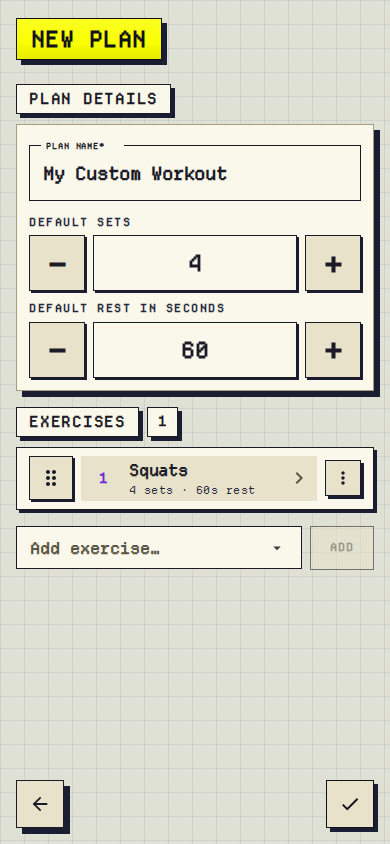 NEW PLAN
PLAN DETAILS
PLAN NAME*
My Custom Workout
DEFAULT SETS
− 4 +
DEFAULT REST IN SECONDS
− 60 +
EXERCISES 1
1 Squats
4 sets · 60s rest
Add exercise… ADD